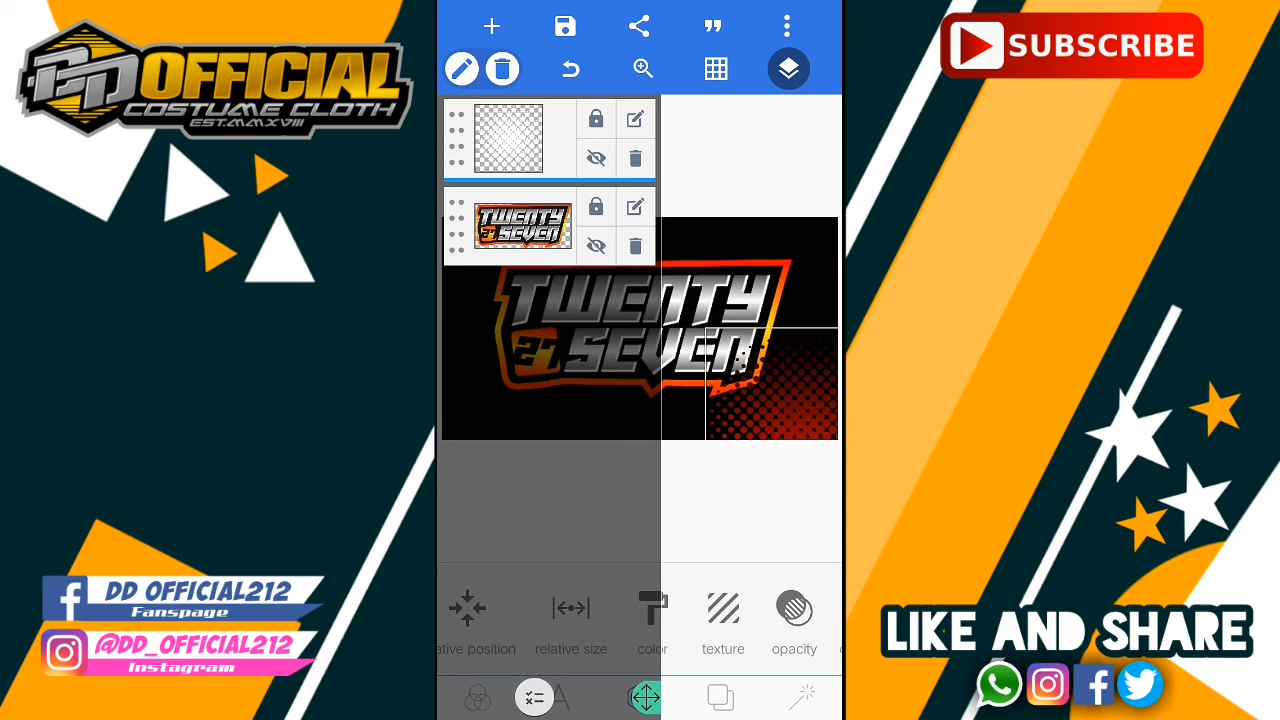 DD OFFICIAL
COSTUME CLOTH
EST.MMXVIII
SUBSCRIBE
TWENTY
27 SEVEN
TWENTY
27 SEVEN
ative position
relative size
color
texture
opacity
DD OFFICIAL212
Fanspage
@DD_OFFICIAL212
Instagram
LIKE AND SHARE